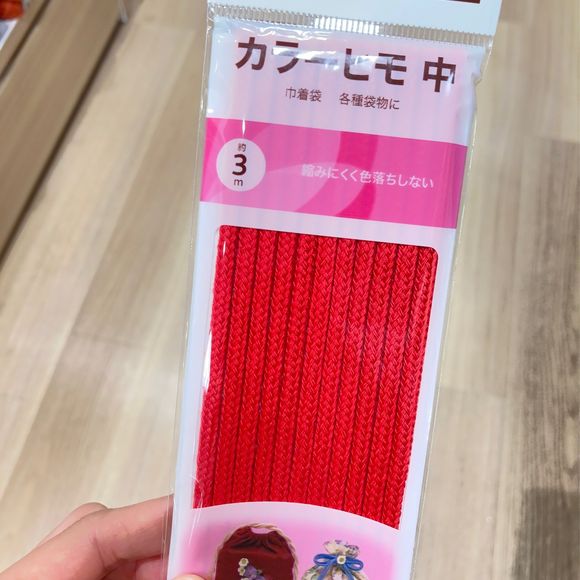 カラーヒモ 中
巾着袋 各種袋物に
約
3
m
縮みにくく色落ちしない